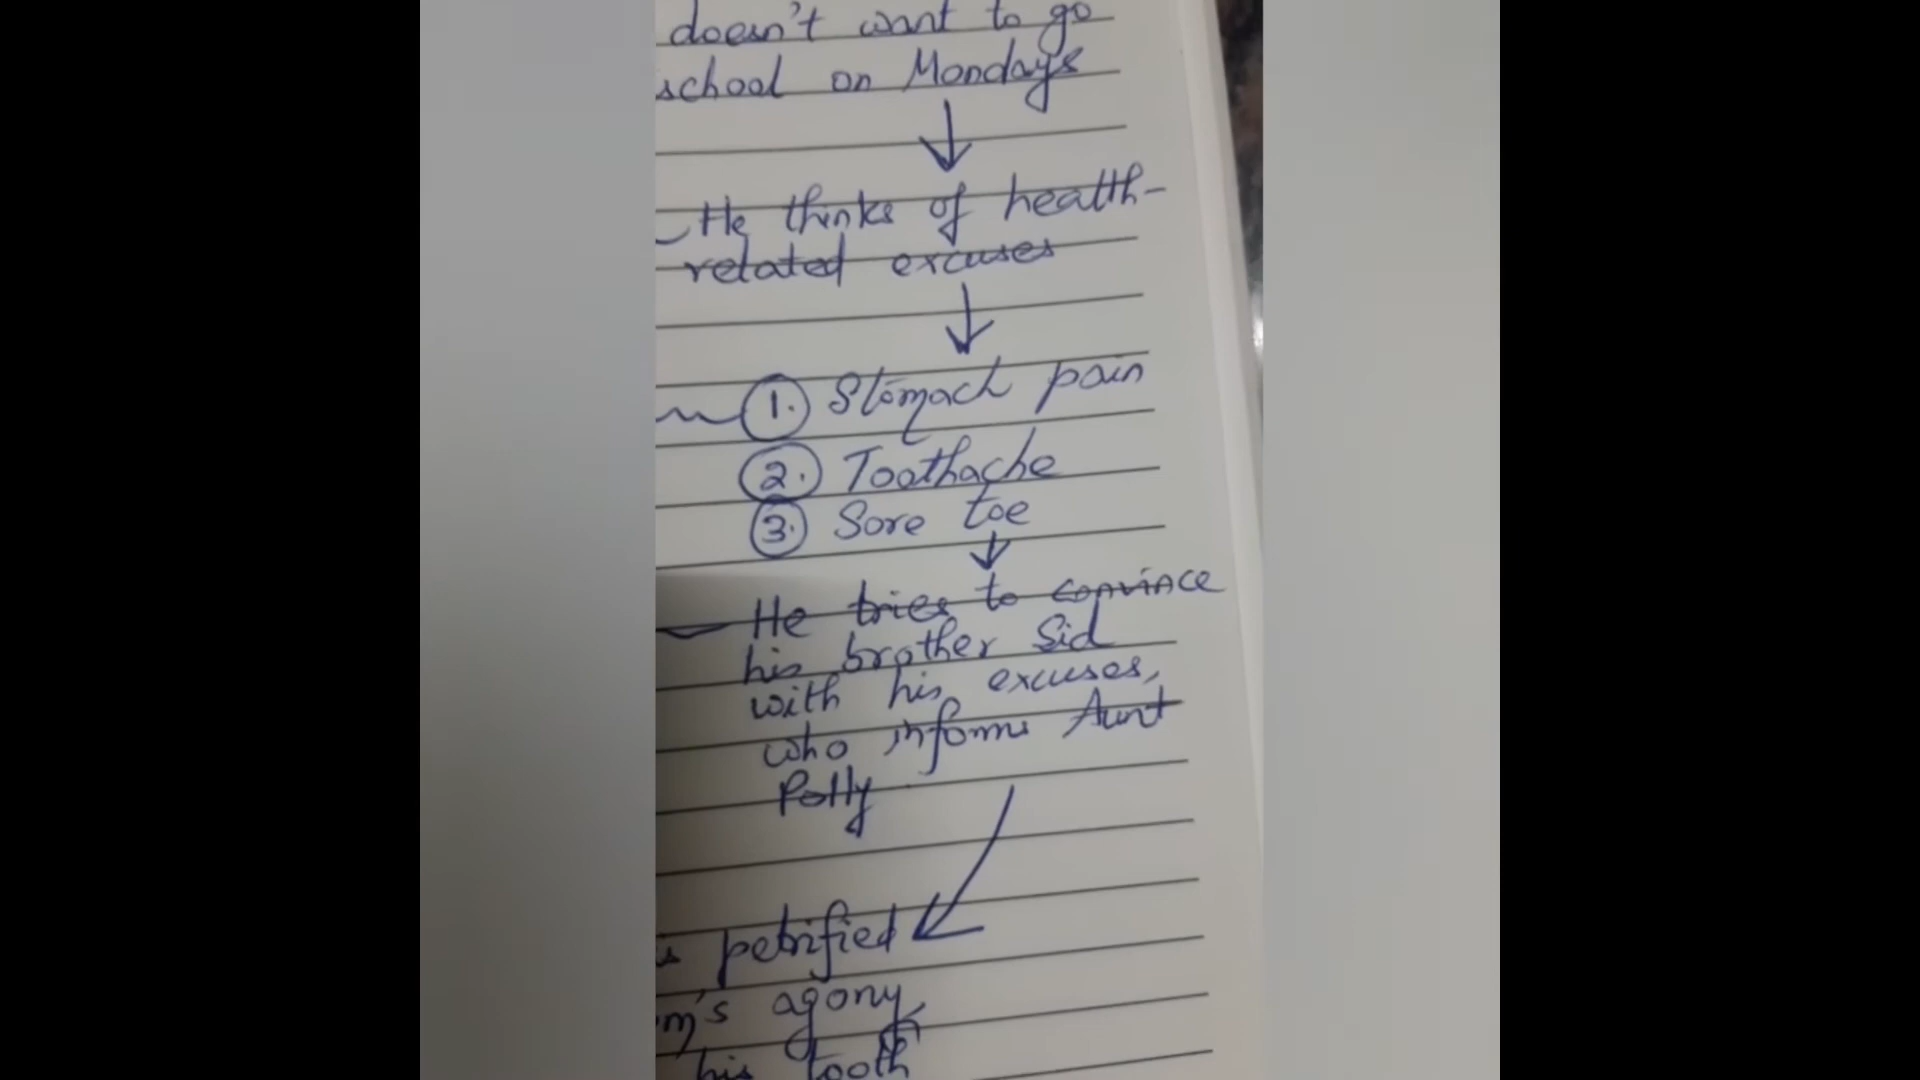 doesn't want to go
school on Mondays
He thinks of health-
related excuses
1. Stomach pain
2. Toothache
3. Sore toe
He tries to convince
his brother Sid
with his excuses,
who informs Aunt
Polly
petrified
m's agony,
his tooth